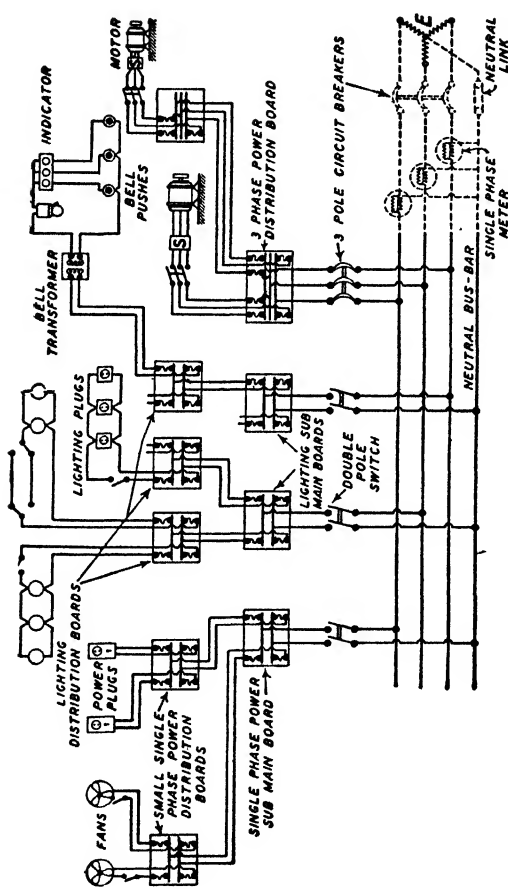 FANS
SMALL SINGLE
PHASE POWER
DISTRIBUTION
BOARDS
SINGLE PHASE POWER
SUB MAIN BOARD
LIGHTING
DISTRIBUTION BOARDS
POWER
PLUGS
LIGHTING PLUGS
LIGHTING SUB
MAIN BOARDS
DOUBLE
POLE
SWITCH
BELL
TRANSFORMER
BELL
PUSHES
INDICATOR
MOTOR
S
S
3 PHASE POWER
DISTRIBUTION BOARD
3 POLE CIRCUIT BREAKERS
NEUTRAL BUS-BAR
SINGLE PHASE
METER
E
NEUTRAL
LINK